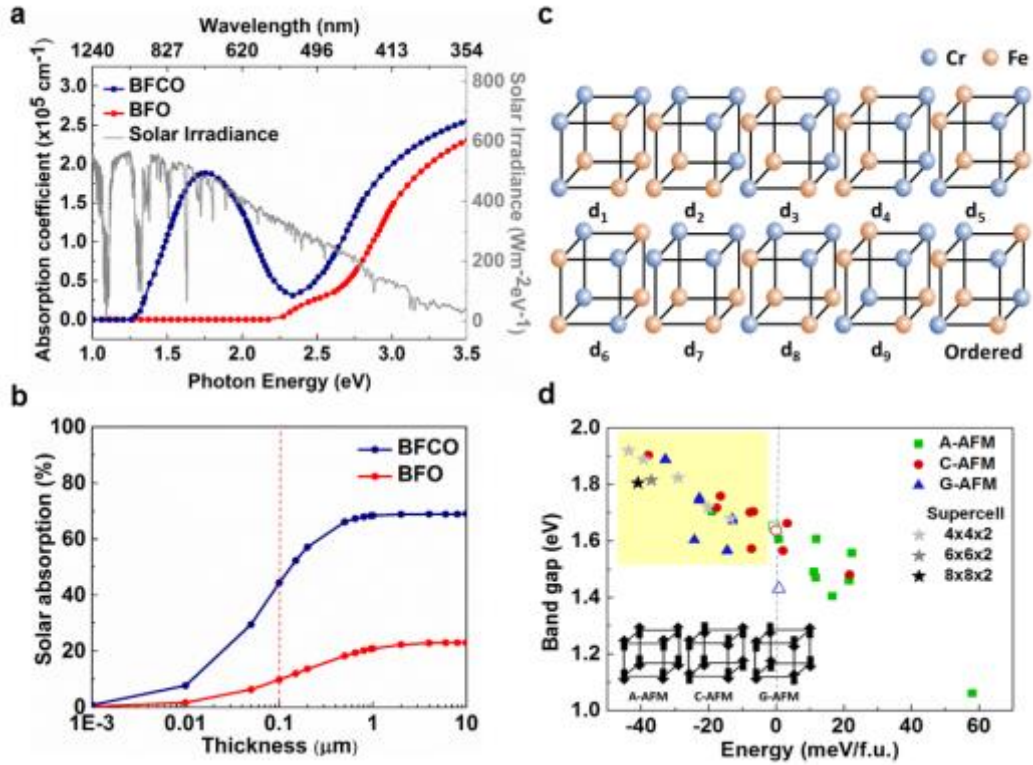 a
Wavelength (nm)
1240 827 620 496 413 354
BFCO
BFO
Solar Irradiance
Absorption coefficient (x10⁵ cm⁻¹)
3.0
2.5
2.0
1.5
1.0
0.5
0.0
Solar Irradiance (Wm⁻²eV⁻¹)
800
600
400
200
0
1.0 1.5 2.0 2.5 3.0 3.5
Photon Energy (eV)
b
BFCO
BFO
Solar absorption (%)
100
80
60
40
20
0
1E-3 0.01 0.1 1 10
Thickness (μm)
c
Cr Fe
d₁ d₂ d₃ d₄ d₅
d₆ d₇ d₈ d₉ Ordered
d
A-AFM
C-AFM
G-AFM
Supercell
4x4x2
6x6x2
8x8x2
Band gap (eV)
2.0
1.8
1.6
1.4
1.2
1.0
A-AFM C-AFM G-AFM
-40 -20 0 20 40 60
Energy (meV/f.u.)